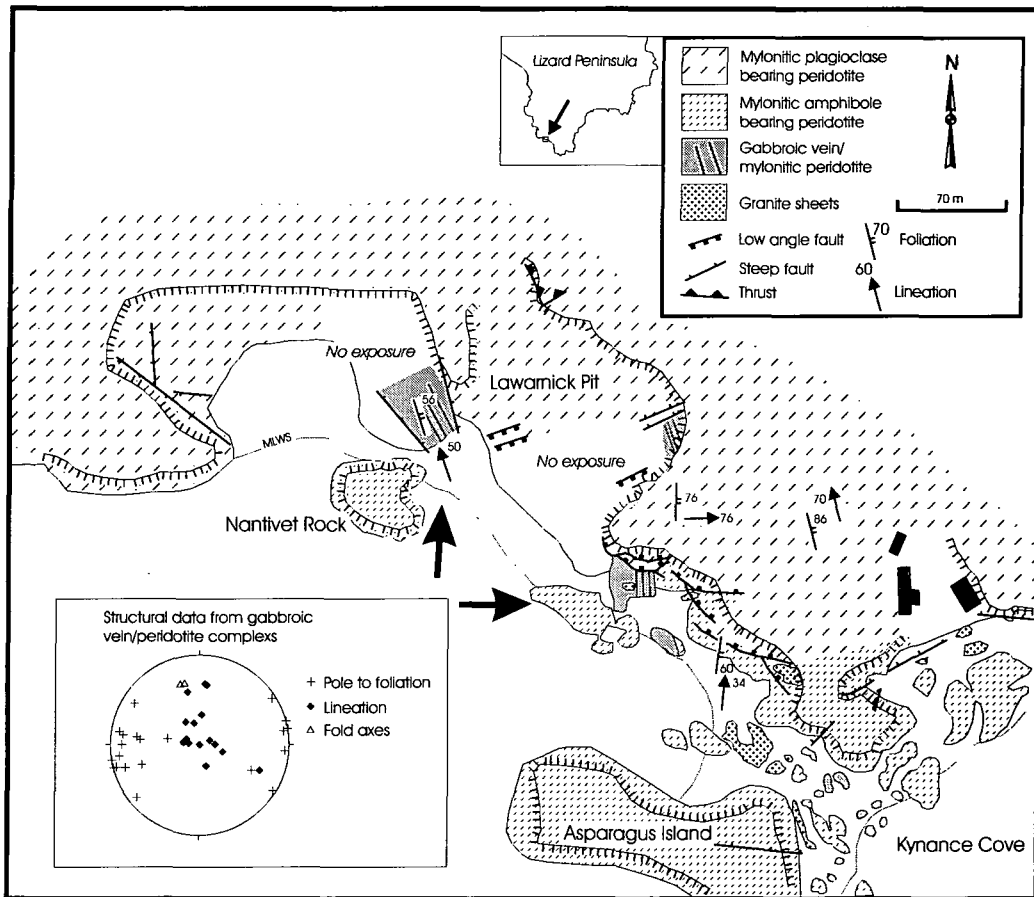 Lizard Peninsula
Mylonitic plagioclase
bearing peridotite
Mylonitic amphibole
bearing peridotite
Gabbroic vein/
mylonitic peridotite
Granite sheets
Low angle fault
Steep fault
Thrust
N
70 m
70
Foliation
60
Lineation
No exposure
Lawarnick Pit
56
50
MLWS
No exposure
Nantivet Rock
76
76
70
86
60
34
Asparagus Island
Kynance Cove
Structural data from gabbroic
vein/peridotite complexs
+ Pole to foliation
◆ Lineation
△ Fold axes